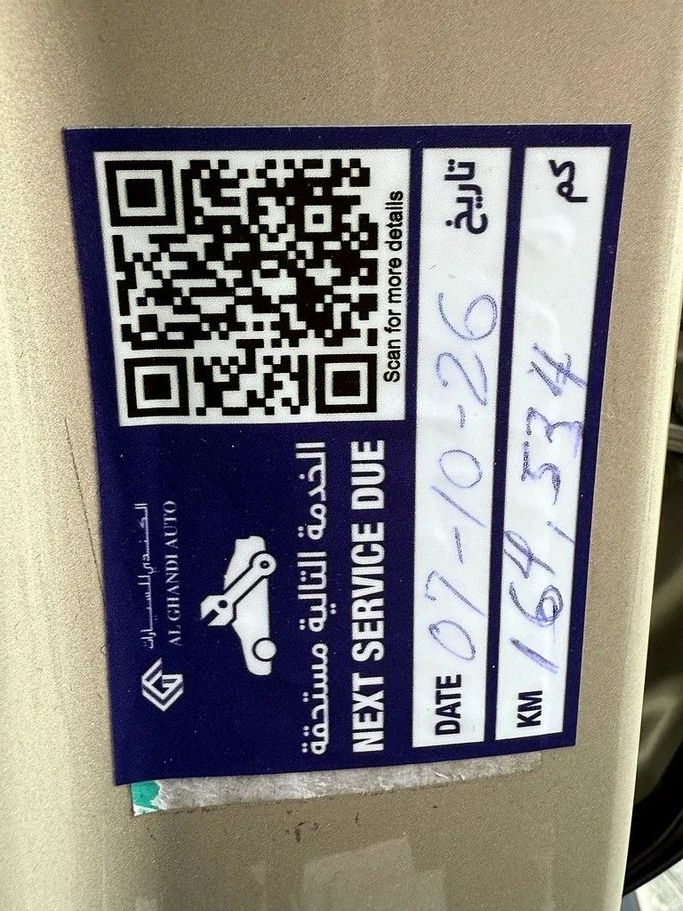 الغندي للسيارات
AL GHANDI AUTO
الخدمة التالية مستحقة
NEXT SERVICE DUE
Scan for more details
DATE 07-10-26 تاريخ
KM 164,534 كم